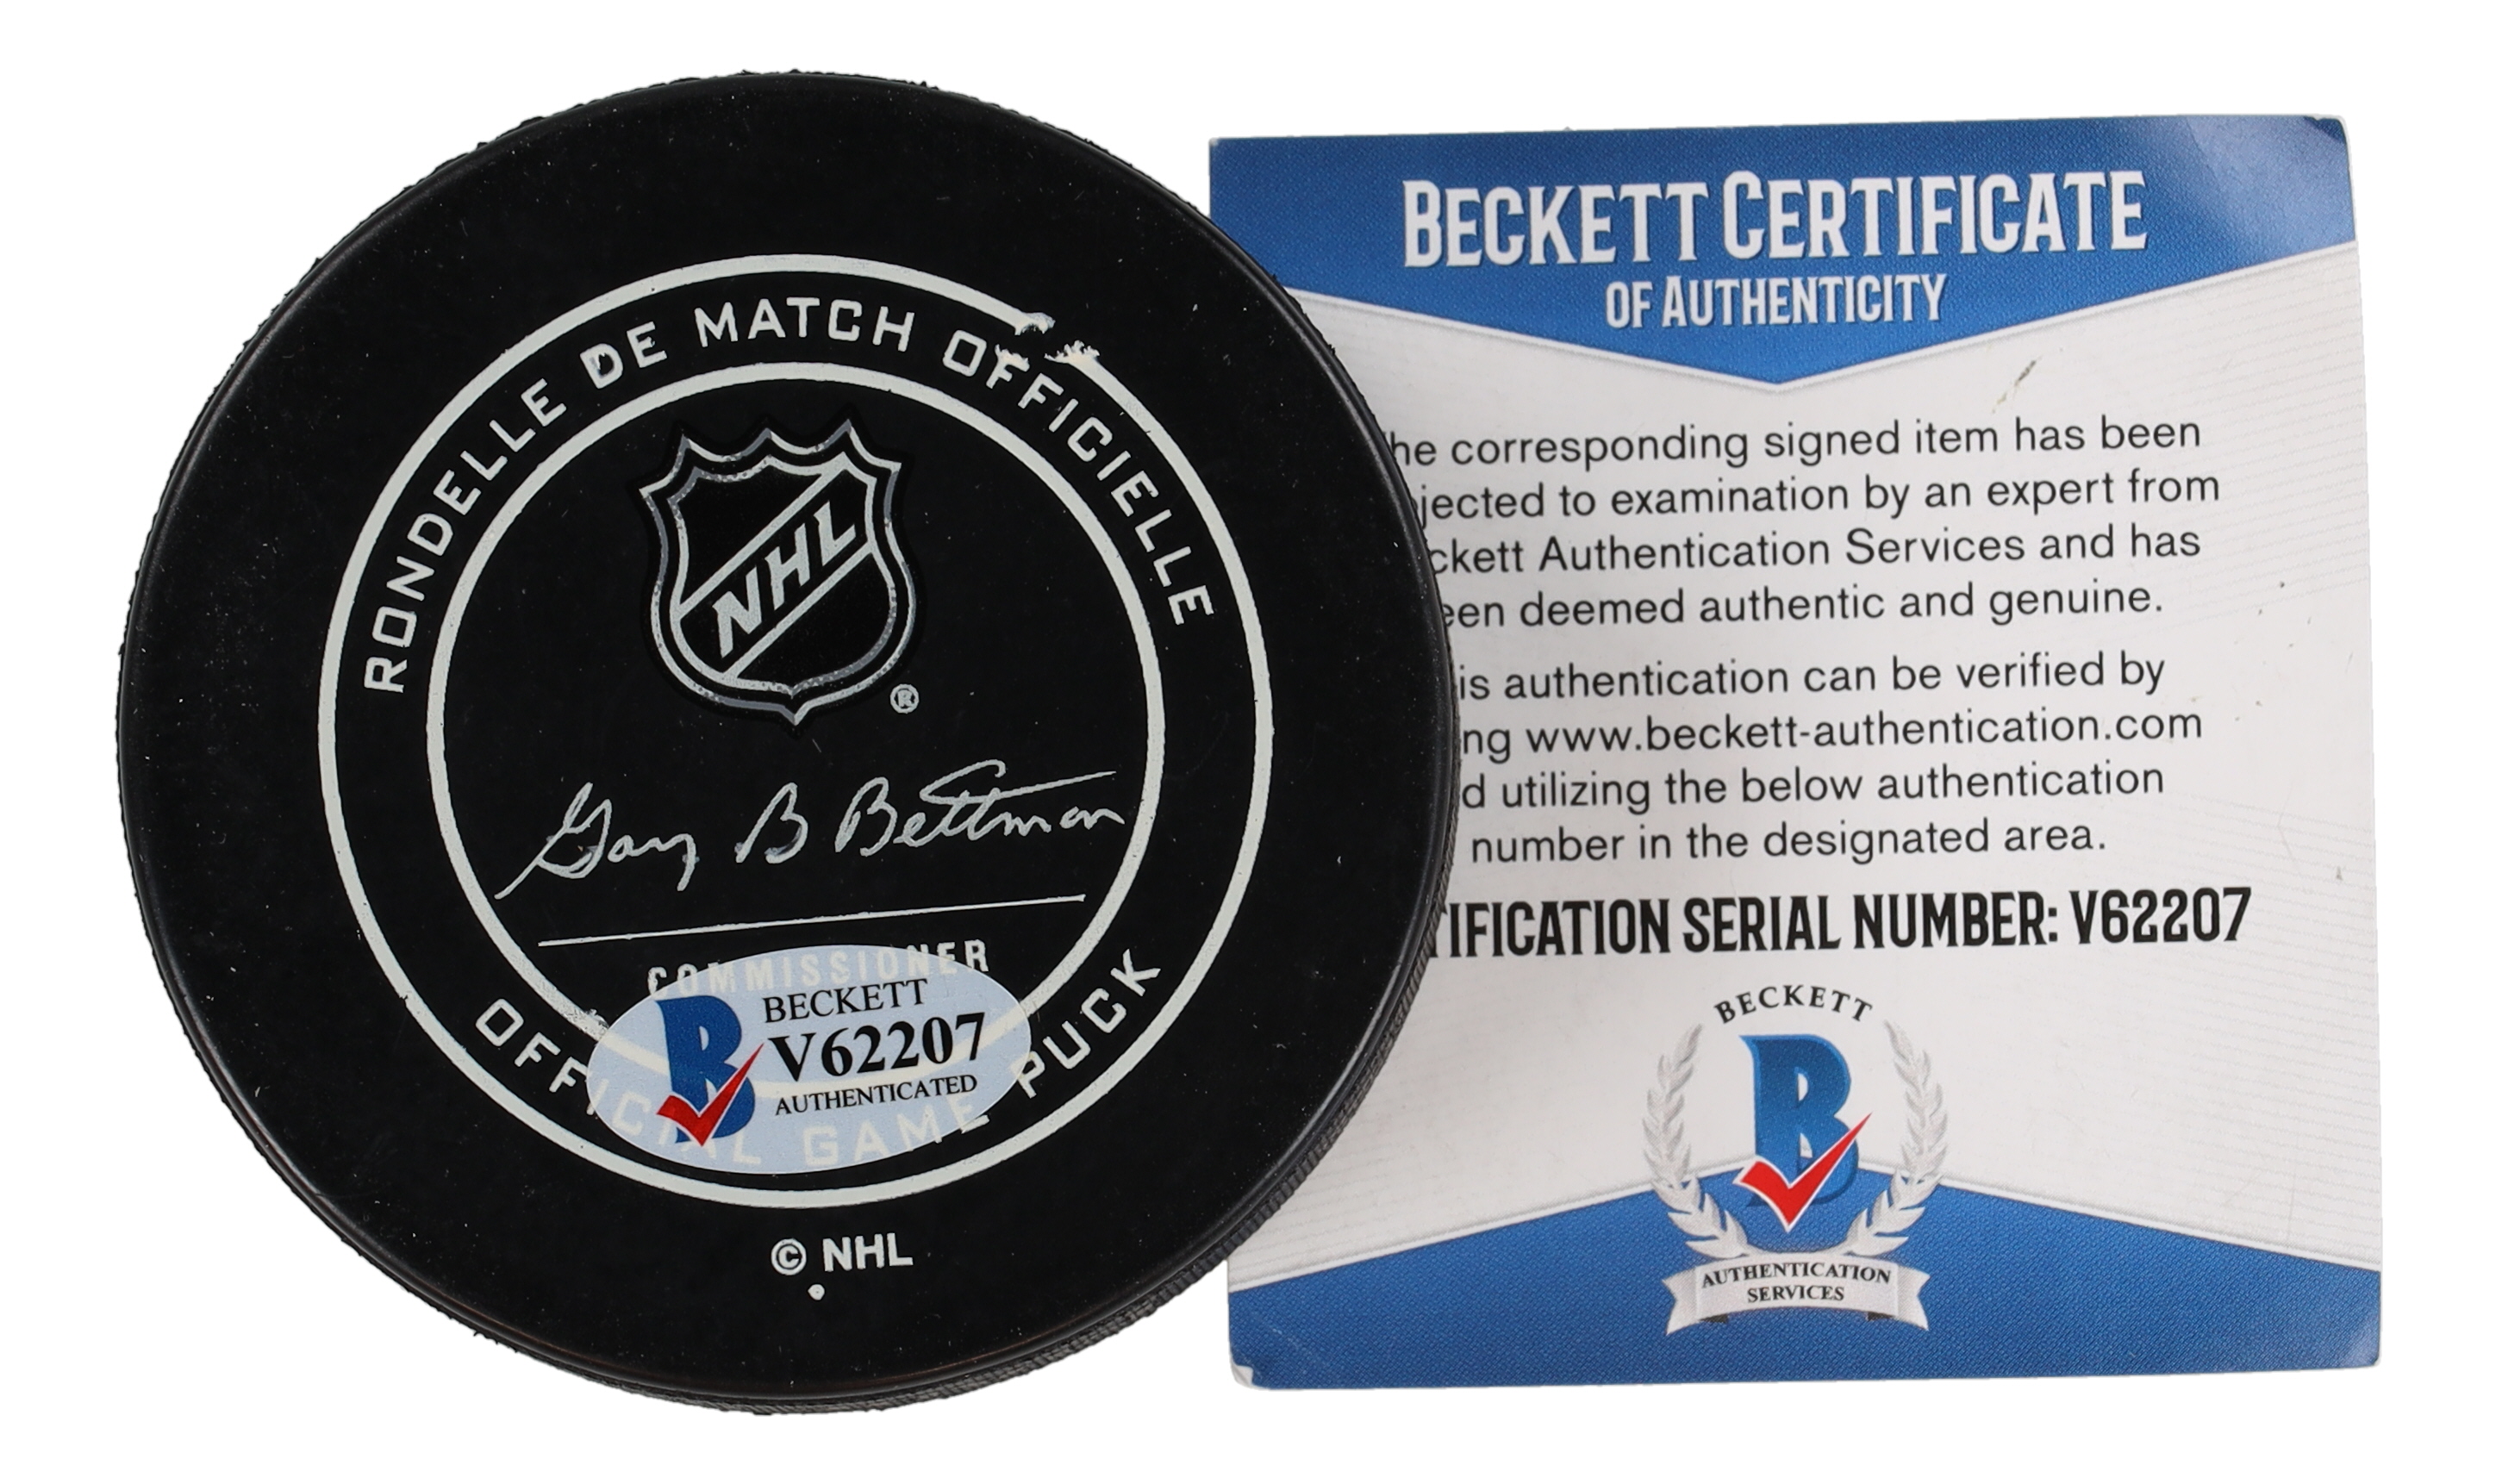 RONDELLE DE MATCH OFFICIELLE
NHL
®
Gary B Bettman
COMMISSIONER
BECKETT
V62207
AUTHENTICATED
OFFICIAL GAME PUCK
© NHL
BECKETT CERTIFICATE
OF AUTHENTICITY
he corresponding signed item has been
jected to examination by an expert from
ckett Authentication Services and has
een deemed authentic and genuine.
is authentication can be verified by
ng www.beckett-authentication.com
d utilizing the below authentication
number in the designated area.
TIFICATION SERIAL NUMBER: V62207
BECKETT
B
AUTHENTICATION
SERVICES